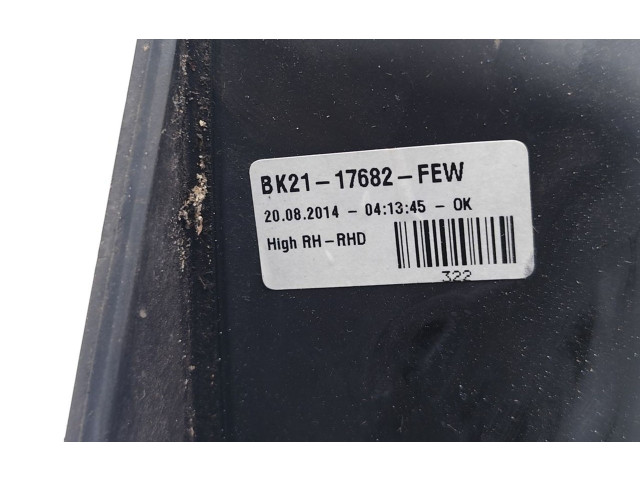 BK21-17682-FEW
20.08.2014 - 04:13:45 - OK
High RH-RHD
322